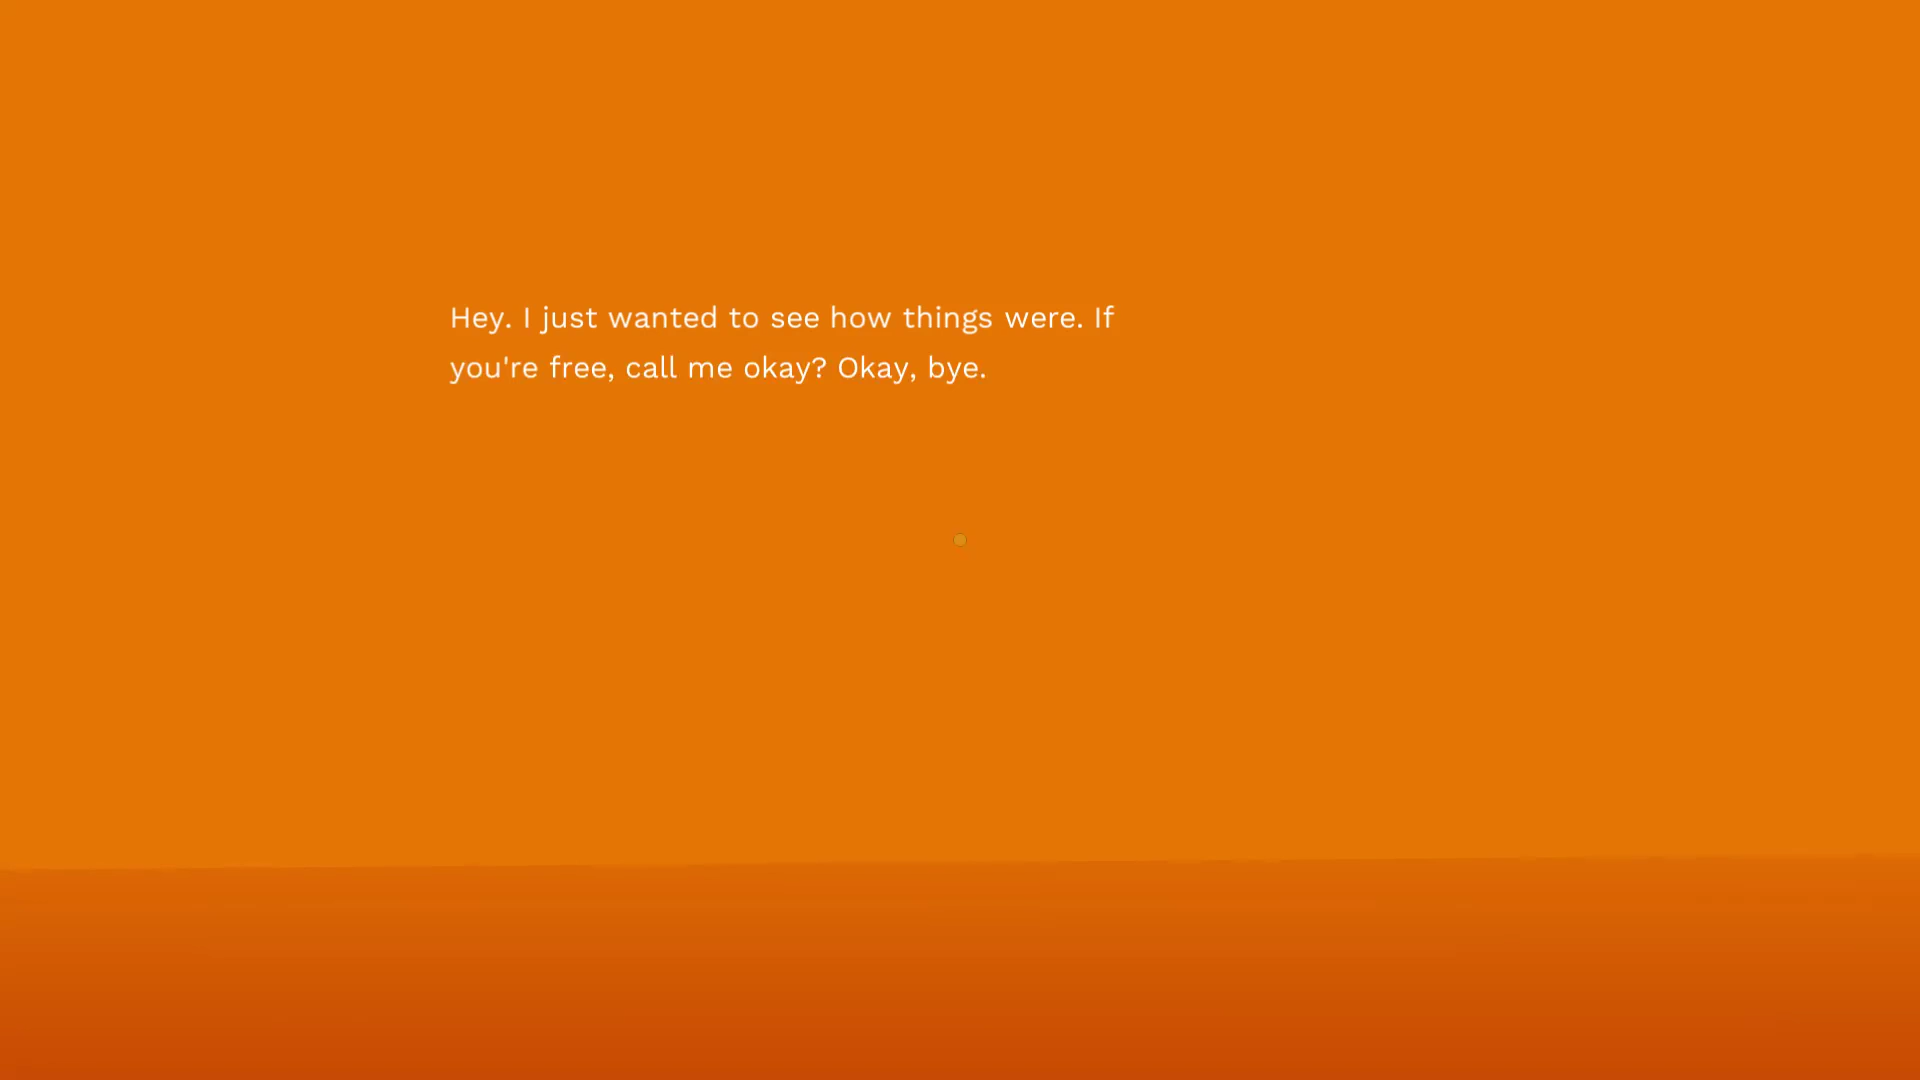 Hey. I just wanted to see how things were. If
you're free, call me okay? Okay, bye.